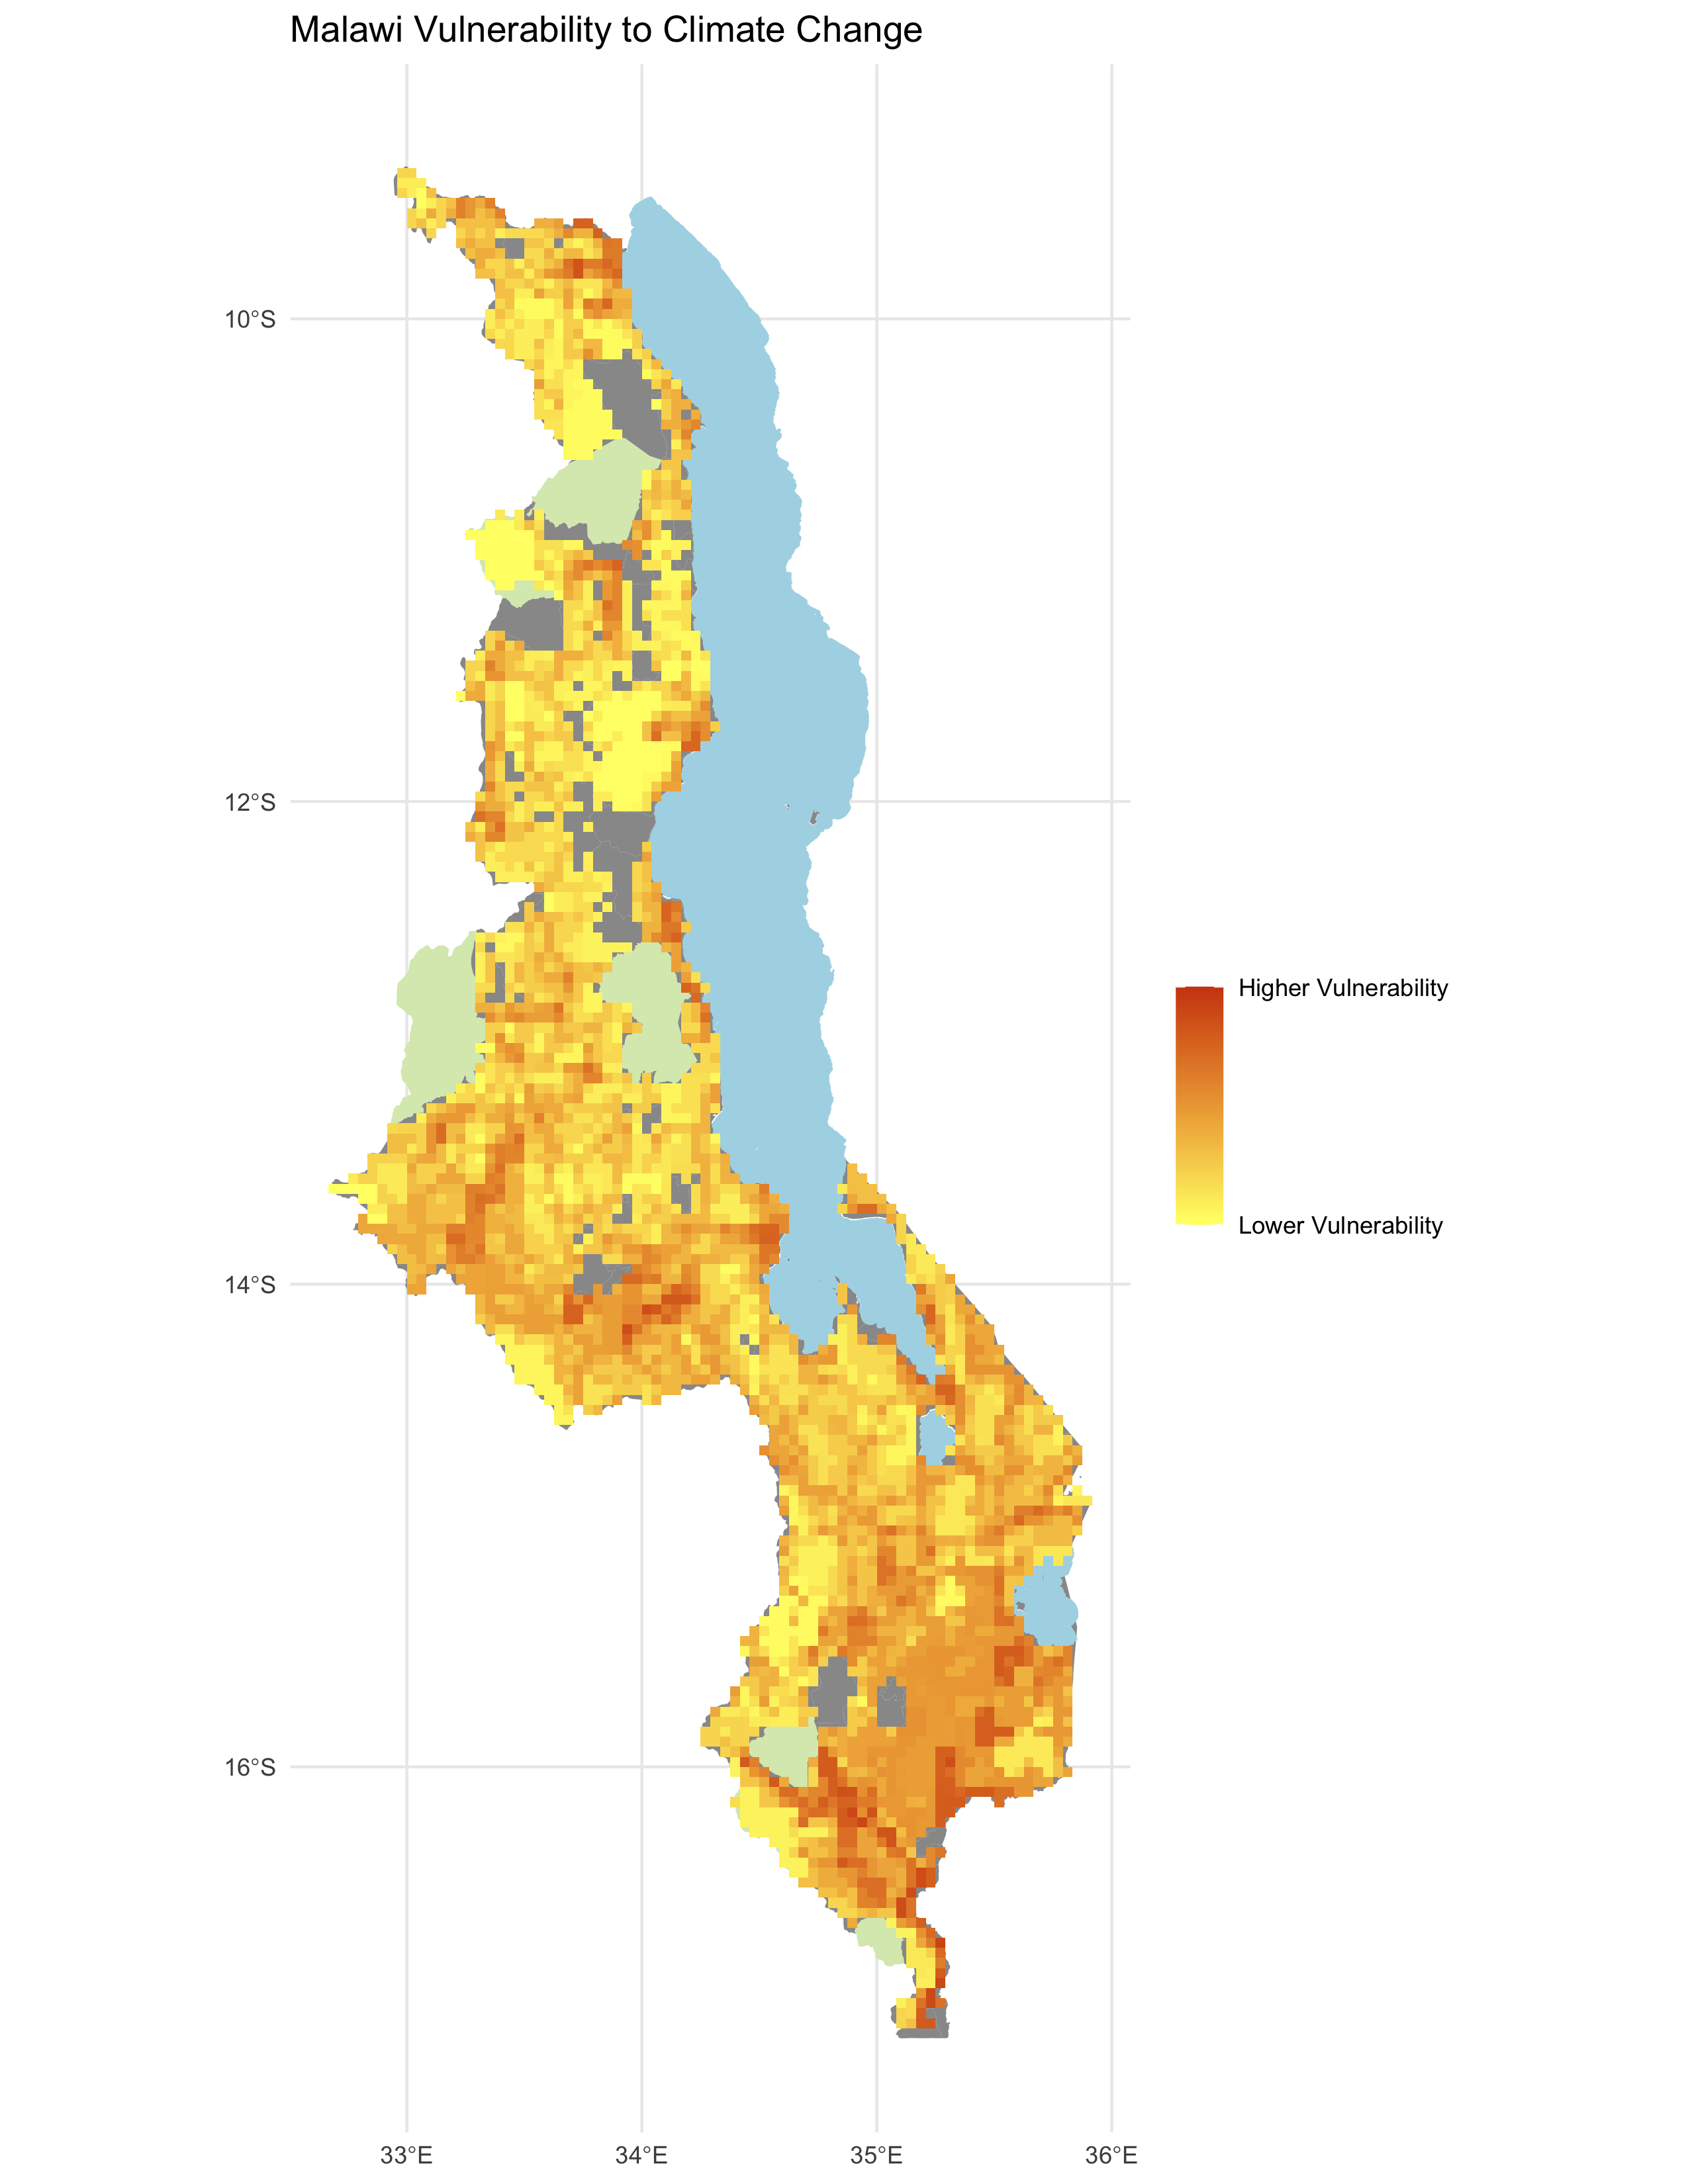 Malawi Vulnerability to Climate Change
10°S
12°S
14°S
16°S
33°E
34°E
35°E
36°E
Higher Vulnerability
Lower Vulnerability